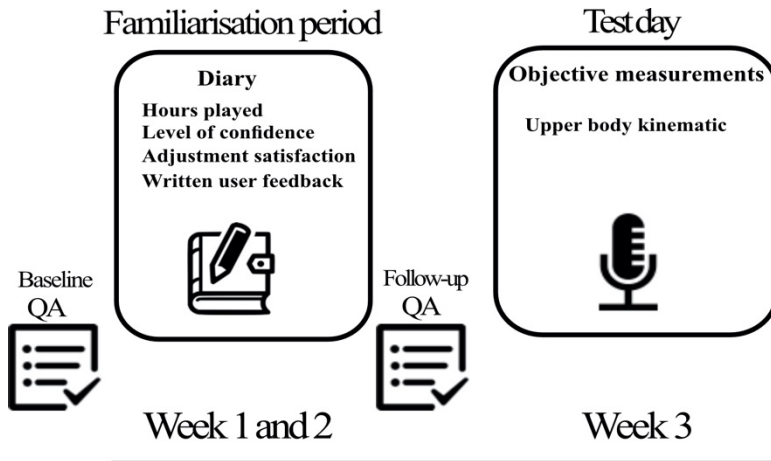 Familiarisation period
Test day
Diary
Hours played
Level of confidence
Adjustment satisfaction
Written user feedback
Objective measurements
Upper body kinematic
Baseline
QA
Follow-up
QA
Week 1 and 2
Week 3